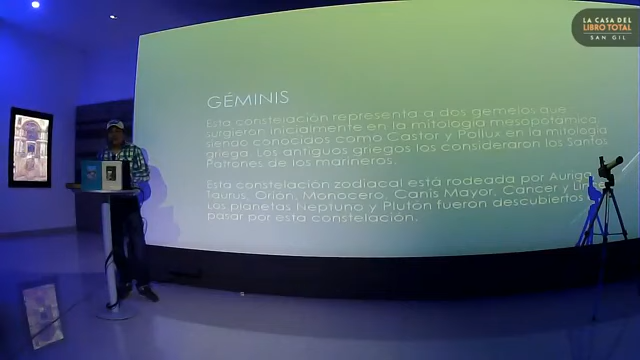 LA CASA DEL
LIBRO TOTAL
SAN GIL
GÉMINIS
Esta constelación representa a dos gemelos que
surgieron inicialmente en la mitología mesopotámica,
siendo conocidos como Castor y Pollux en la mitología
griega. Los antiguos griegos los consideraron los Santos
Patrones de los marineros.
Esta constelación zodiacal está rodeada por Auriga,
Taurus, Orion, Monocero, Canis Mayor, Cancer y
Los planetas Neptuno y Plutón fueron descubiertos
pasar por esta constelación.